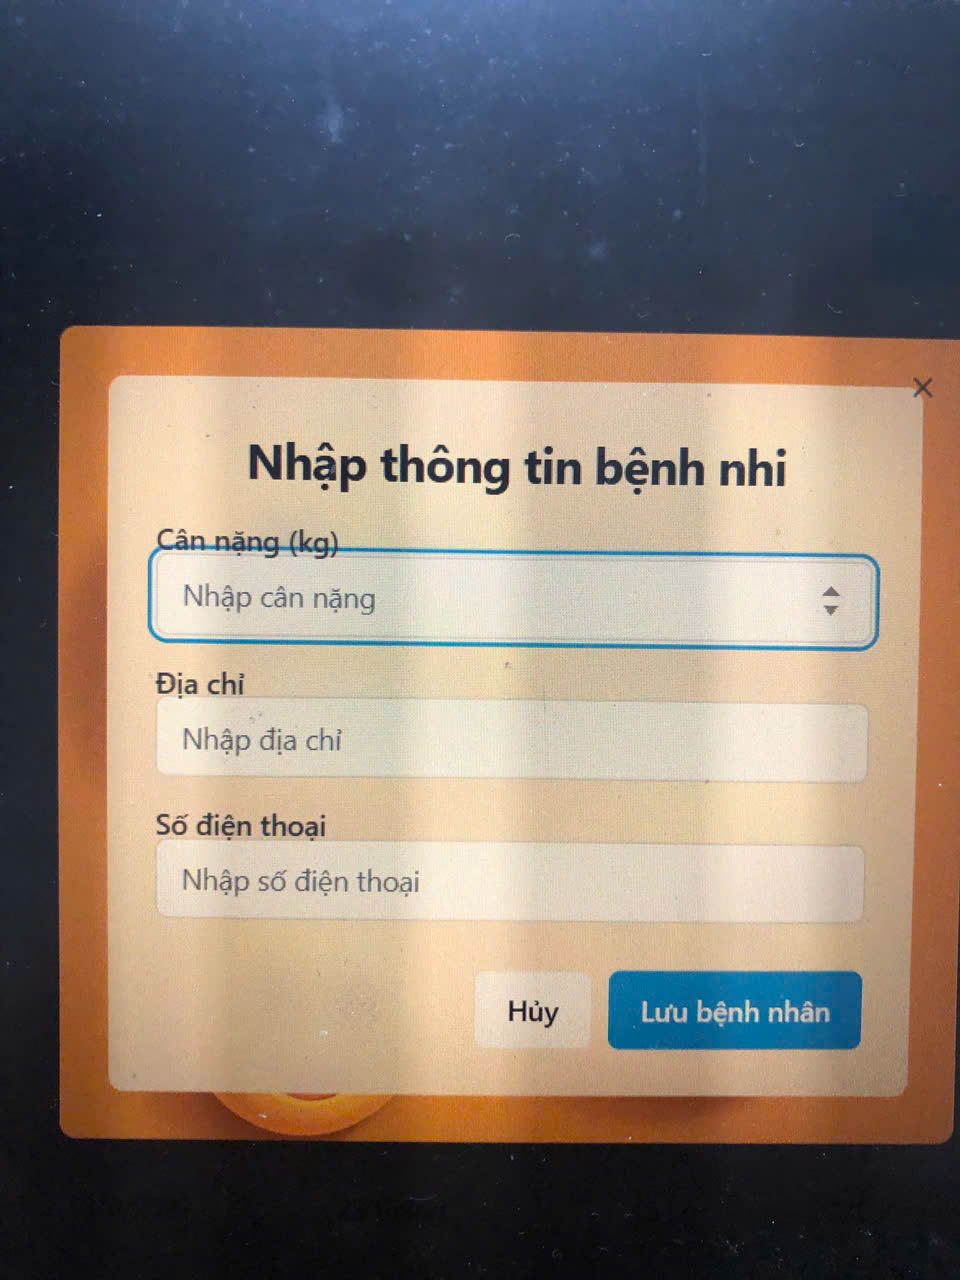 Nhập thông tin bệnh nhi
Cân nặng (kg)
Nhập cân nặng
Địa chỉ
Nhập địa chỉ
Số điện thoại
Nhập số điện thoại
Hủy
Lưu bệnh nhân